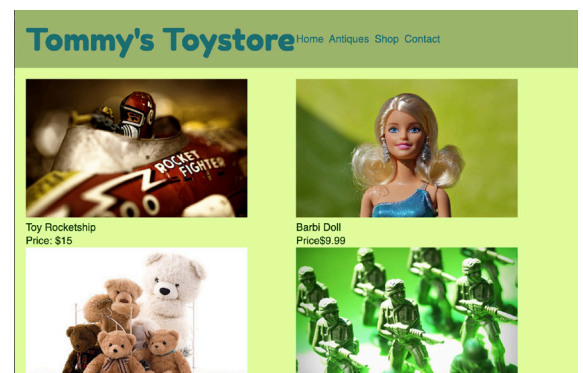 Tommy's Toystore
Home Antiques Shop Contact
ROCKET
FIGHTER
Toy Rocketship
Price: $15
Barbi Doll
Price$9.99